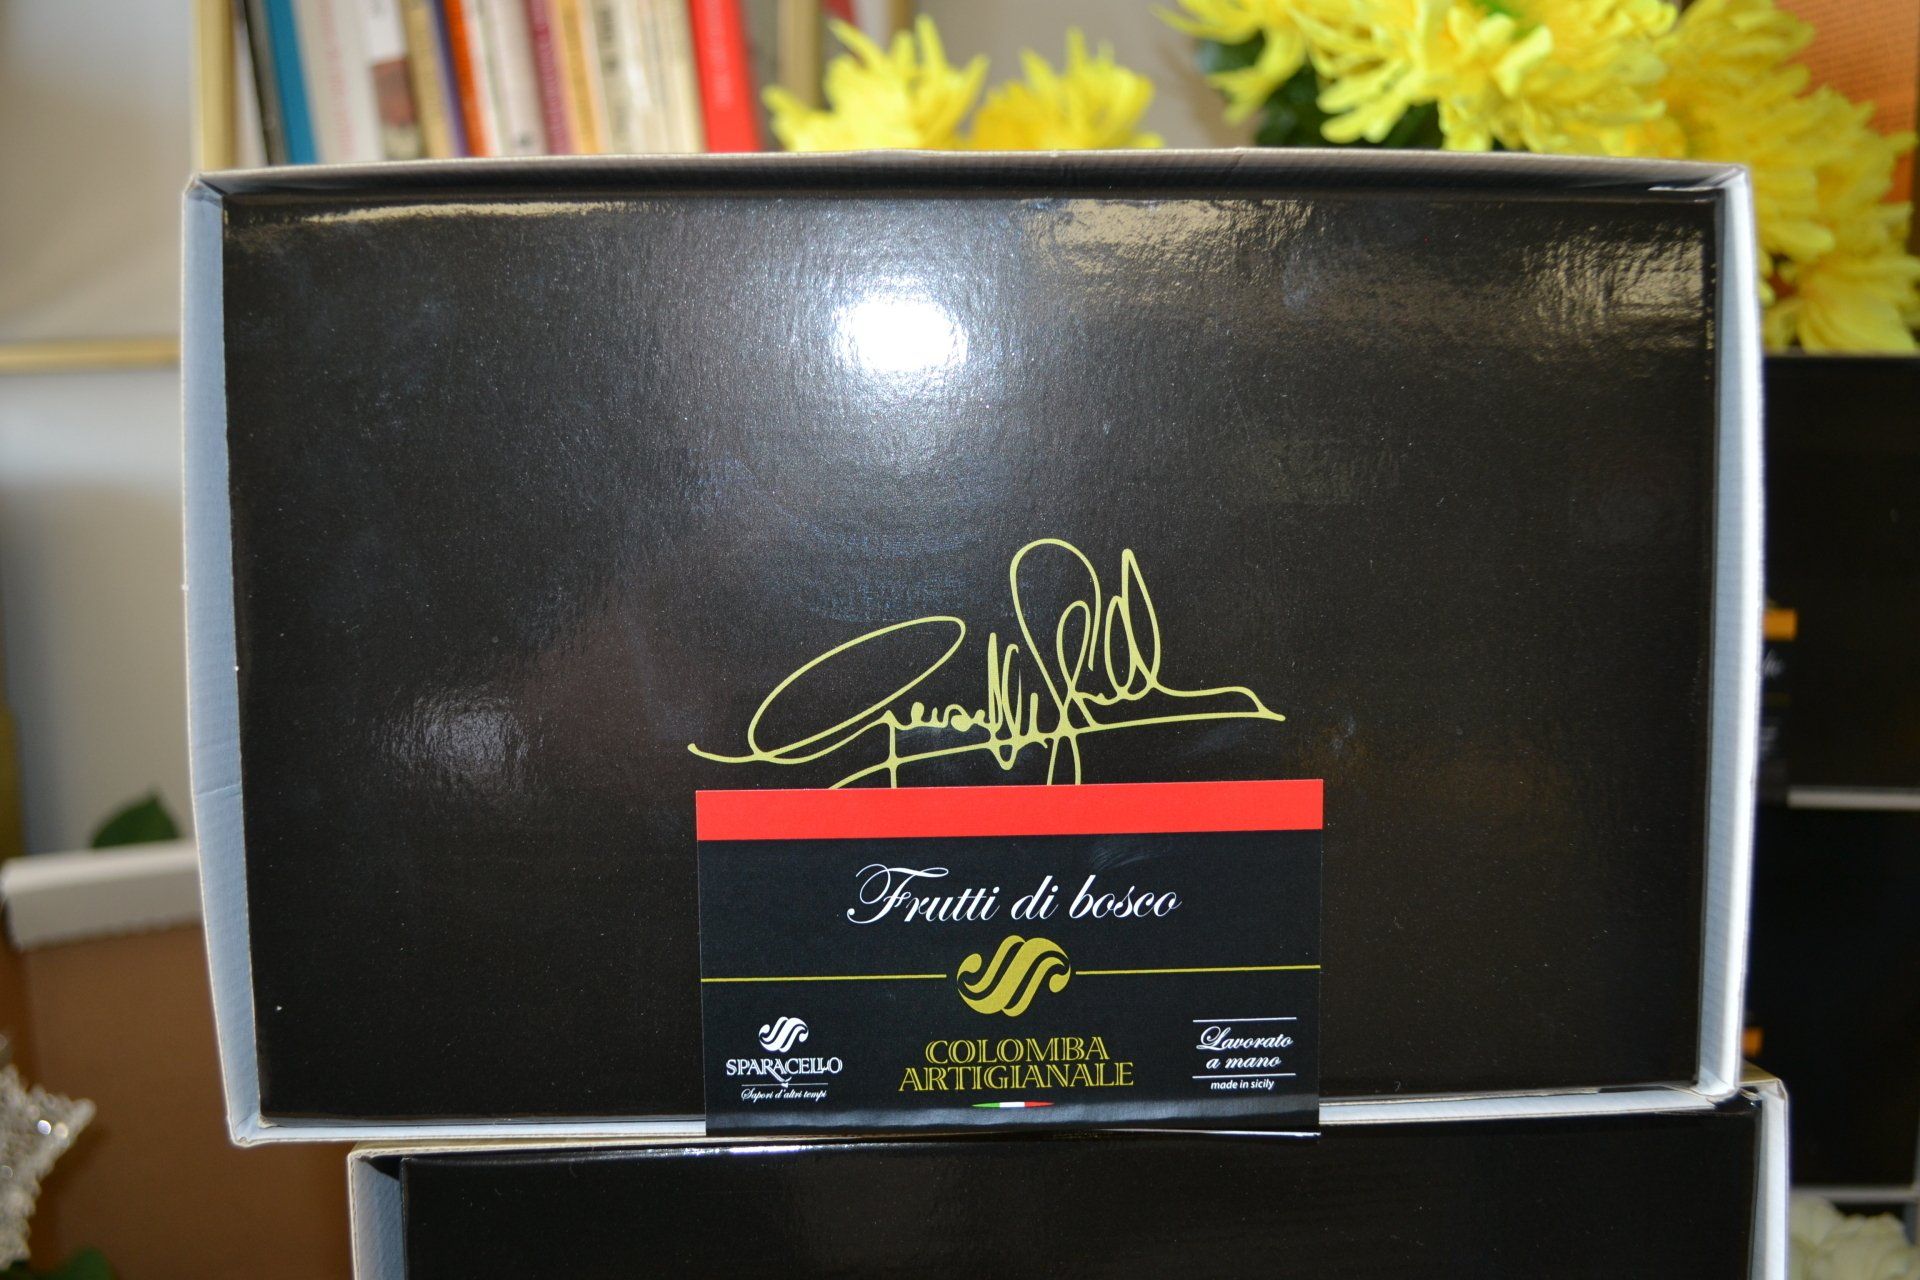 Frutti di bosco
SPARACELLO
Sapori d'altri tempi
COLOMBA
ARTIGIANALE
Lavorato
a mano
made in sicily